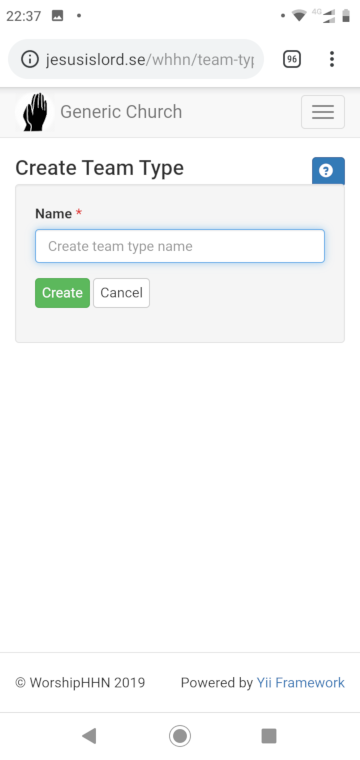 22:37
4G
jesusislord.se/whhn/team-typ
96
Generic Church
Create Team Type
Name *
Create team type name
Create Cancel
© WorshipHHN 2019 Powered by Yii Framework